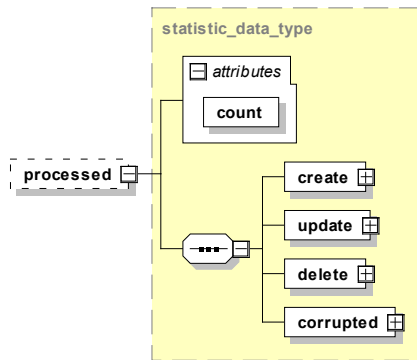 statistic_data_type
attributes
count
processed
create
update
delete
corrupted